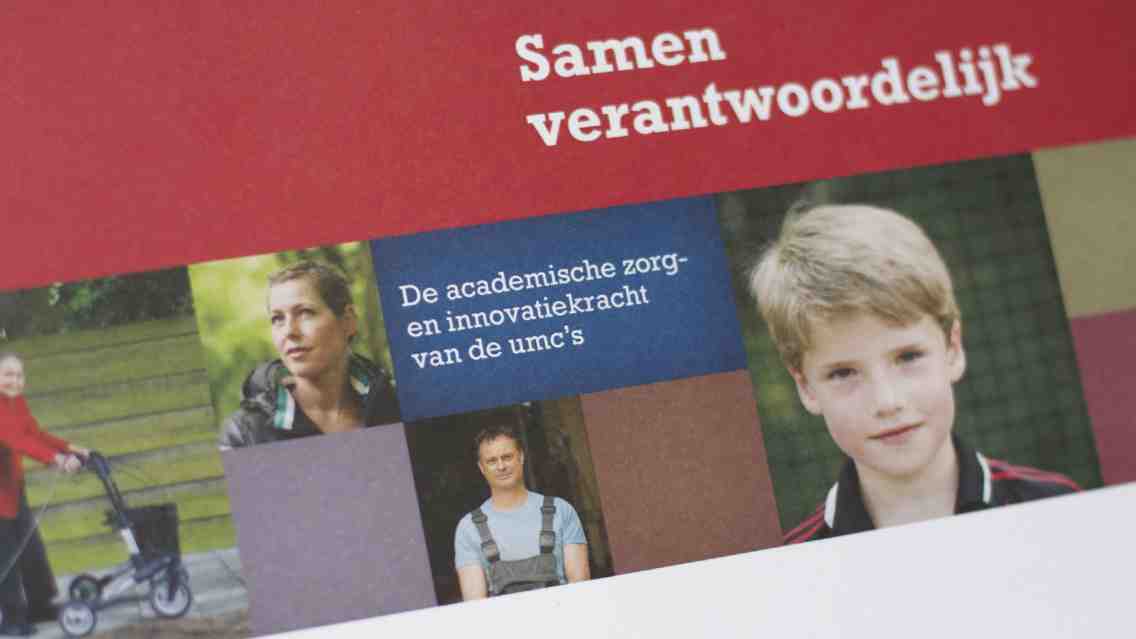 Samen
verantwoordelijk
De academische zorg-
en innovatiekracht
van de umc's